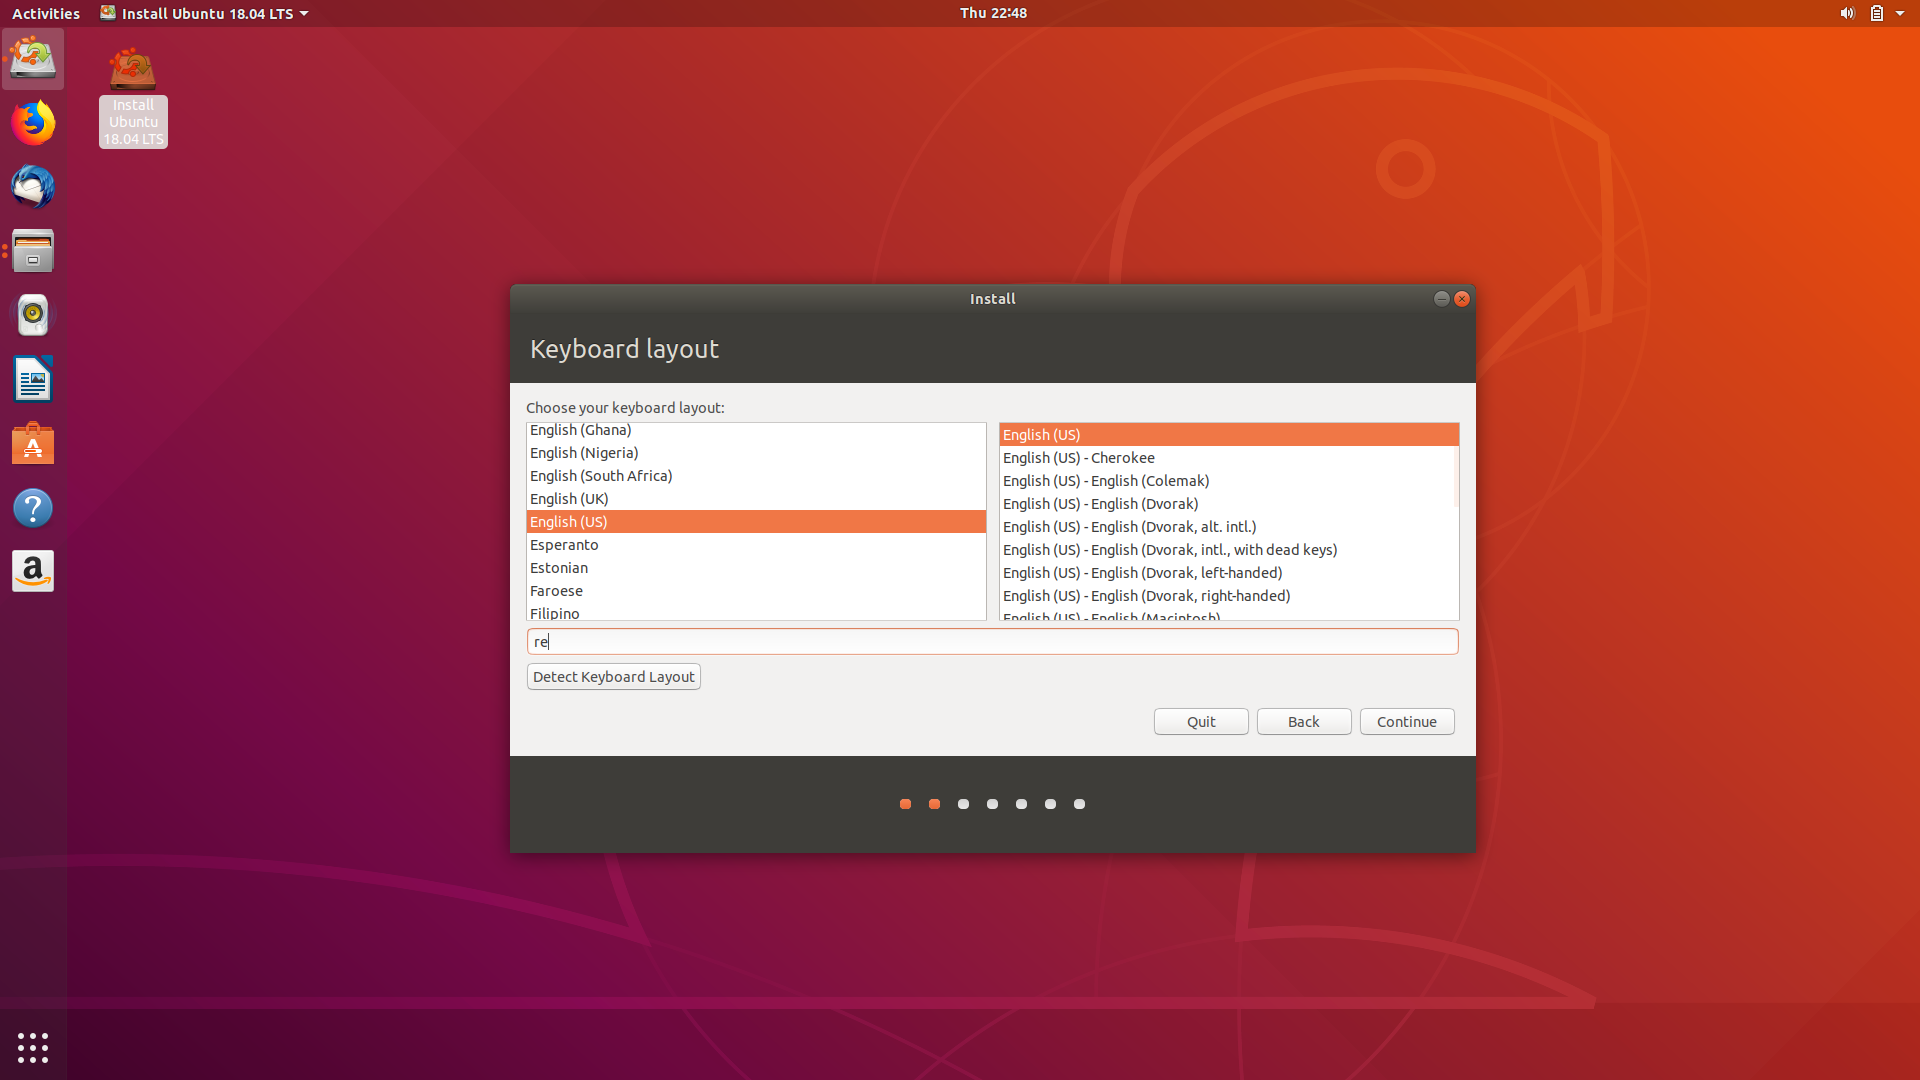 Activities
Install Ubuntu 18.04 LTS
Thu 22:48
Install
Ubuntu
18.04 LTS
Install
Keyboard layout
Choose your keyboard layout:
English (Ghana)
English (Nigeria)
English (South Africa)
English (UK)
English (US)
Esperanto
Estonian
Faroese
Filipino
English (US)
English (US) - Cherokee
English (US) - English (Colemak)
English (US) - English (Dvorak)
English (US) - English (Dvorak, alt. intl.)
English (US) - English (Dvorak, intl., with dead keys)
English (US) - English (Dvorak, left-handed)
English (US) - English (Dvorak, right-handed)
English (US) - English (Macintosh)
re
Detect Keyboard Layout
Quit
Back
Continue